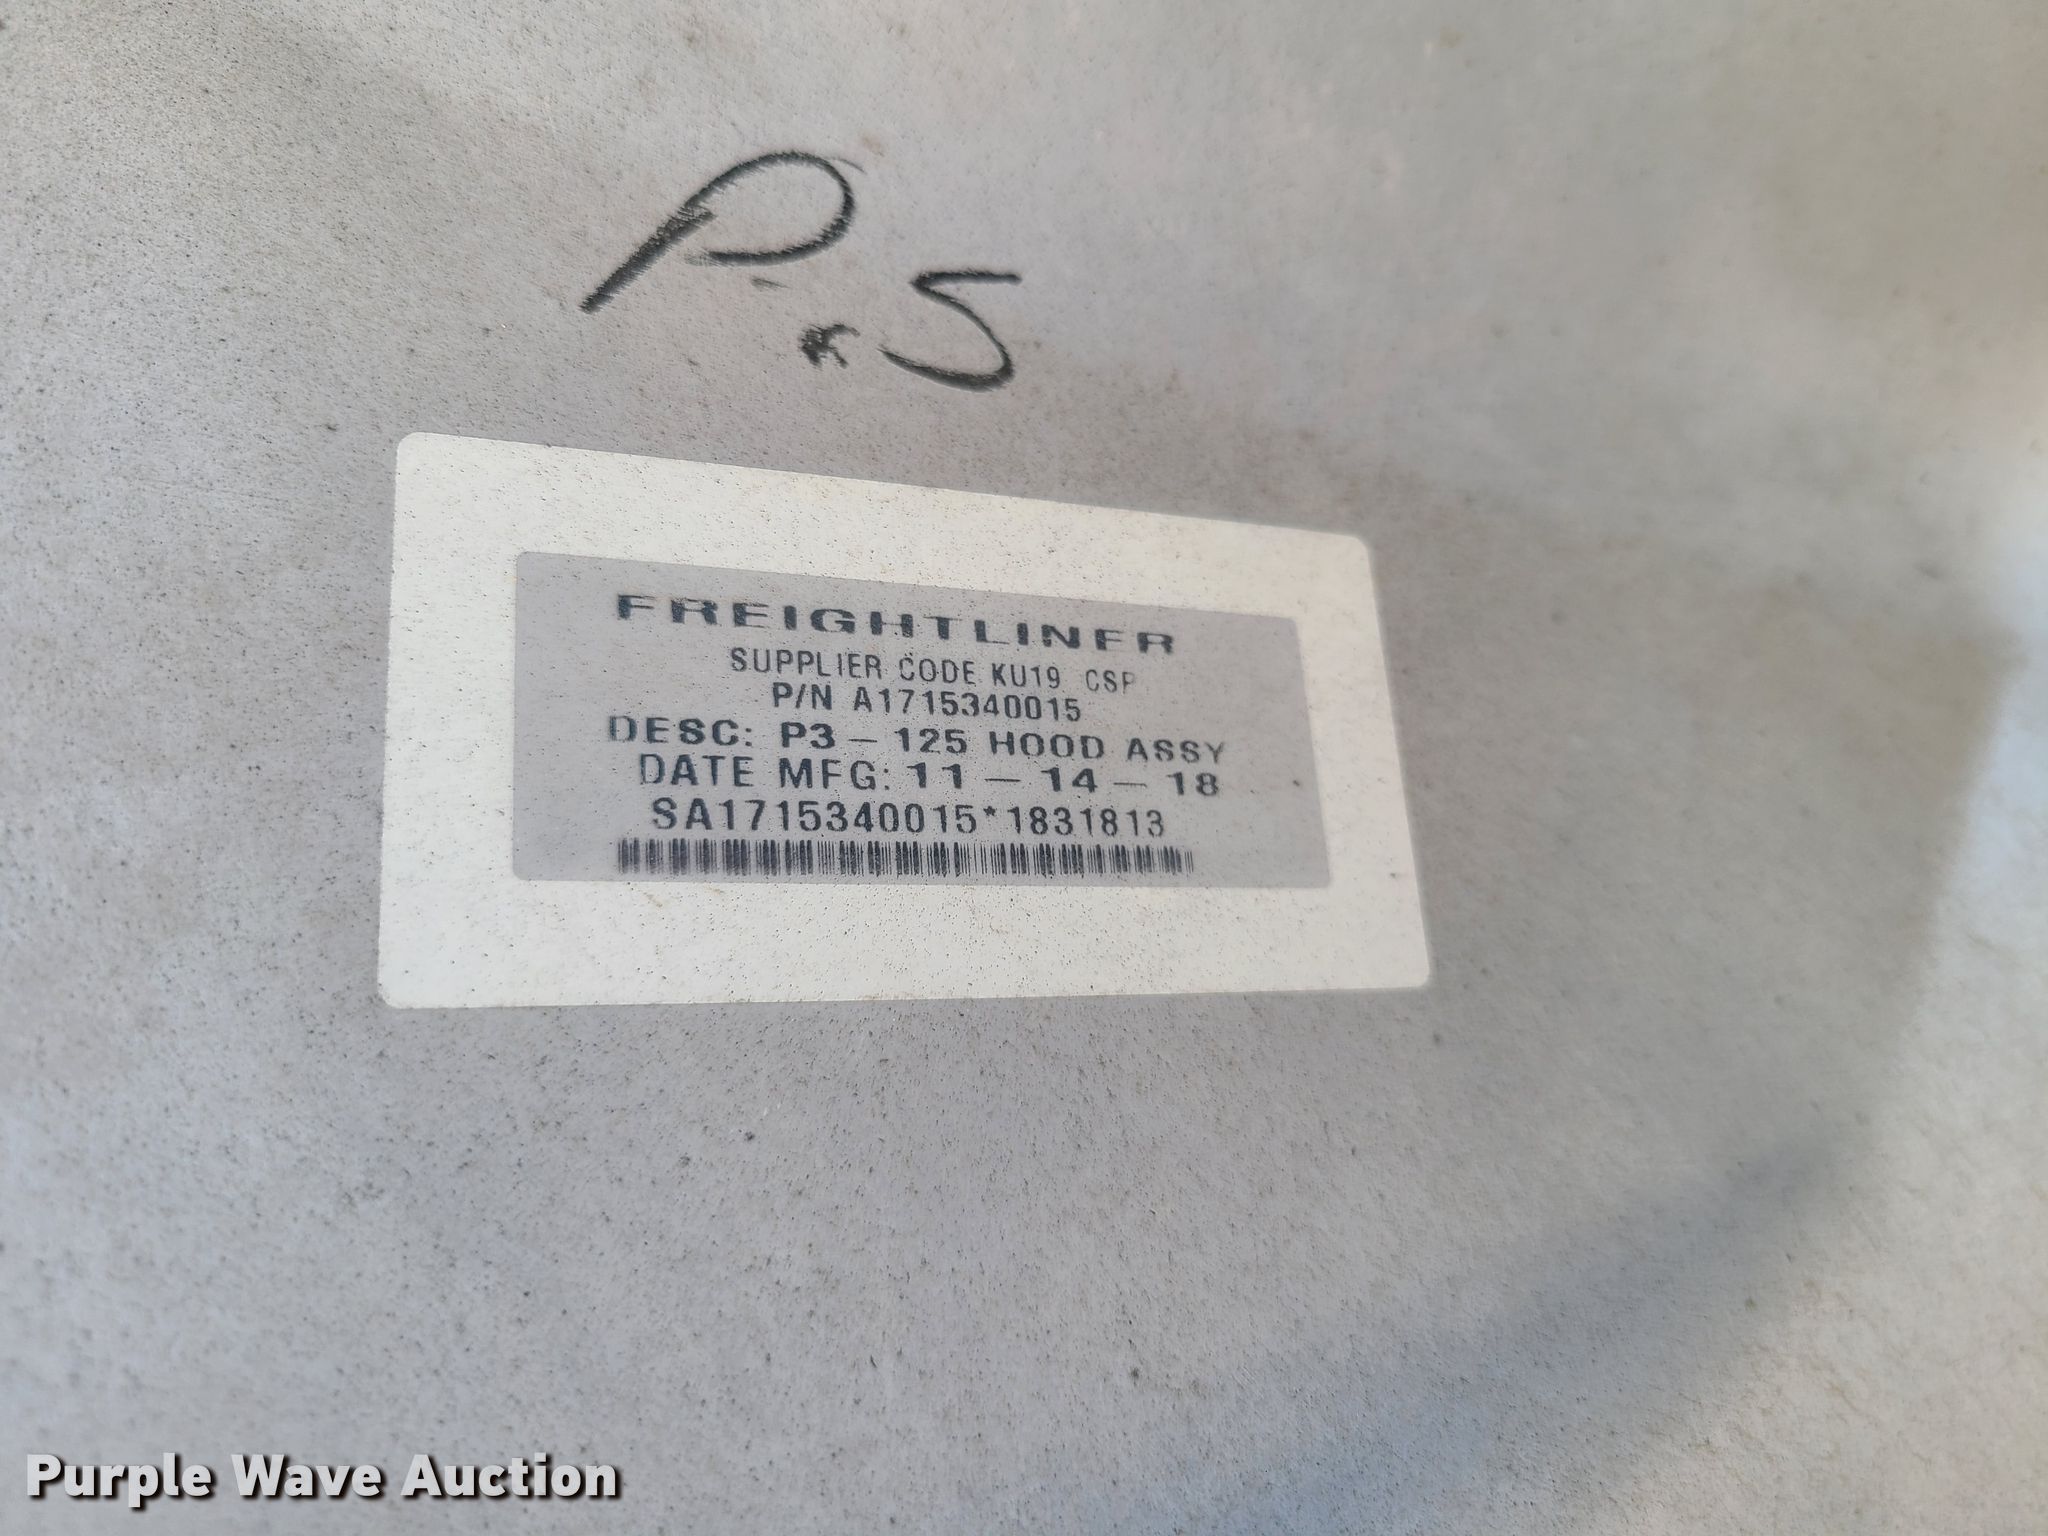 P.S
FREIGHTLINER
SUPPLIER CODE KU19 CSP
P/N A1715340015
DESC: P3-125 HOOD ASSY
DATE MFG: 11-14-18
SA1715340015*1831813
Purple Wave Auction